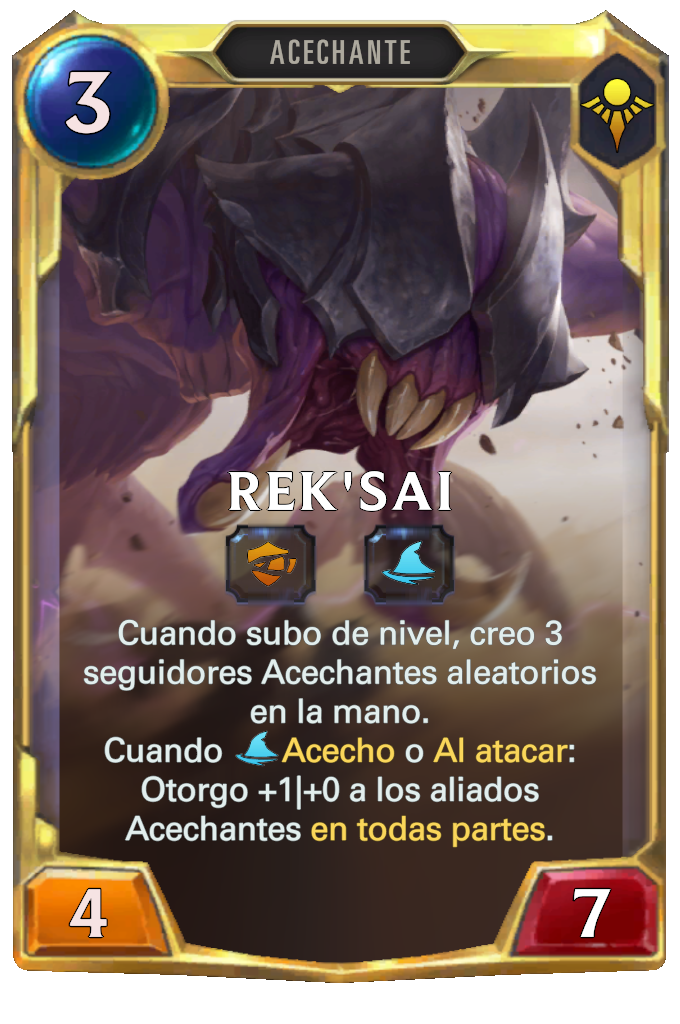 ACECHANTE
3
REK'SAI
Cuando subo de nivel, creo 3
seguidores Acechantes aleatorios
en la mano.
Cuando Acecho o Al atacar:
Otorgo +1|+0 a los aliados
Acechantes en todas partes.
4
7